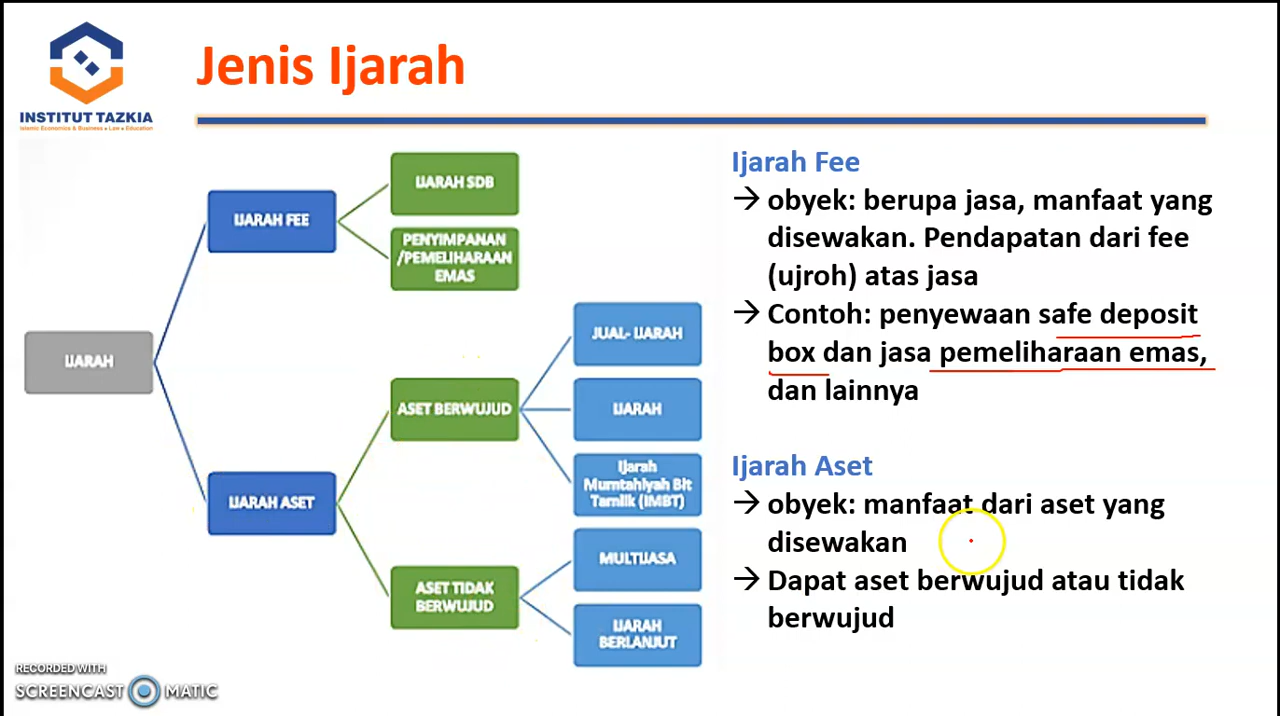 INSTITUT TAZKIA
Islamic Economics & Business • Law • Education
Jenis Ijarah
IJARAH
IJARAH FEE
IJARAH SDB
PENYIMPANAN
/PEMELIHARAAN
EMAS
IJARAH ASET
ASET BERWUJUD
JUAL- IJARAH
IJARAH
Ijarah
Mumtahiyah Bit
Tamlik (IMBT)
ASET TIDAK
BERWUJUD
MULTIJASA
IJARAH
BERLANJUT
Ijarah Fee
→ obyek: berupa jasa, manfaat yang
disewakan. Pendapatan dari fee
(ujroh) atas jasa
→ Contoh: penyewaan safe deposit
box dan jasa pemeliharaan emas,
dan lainnya
Ijarah Aset
→ obyek: manfaat dari aset yang
disewakan
→ Dapat aset berwujud atau tidak
berwujud
RECORDED WITH
SCREENCAST MATIC